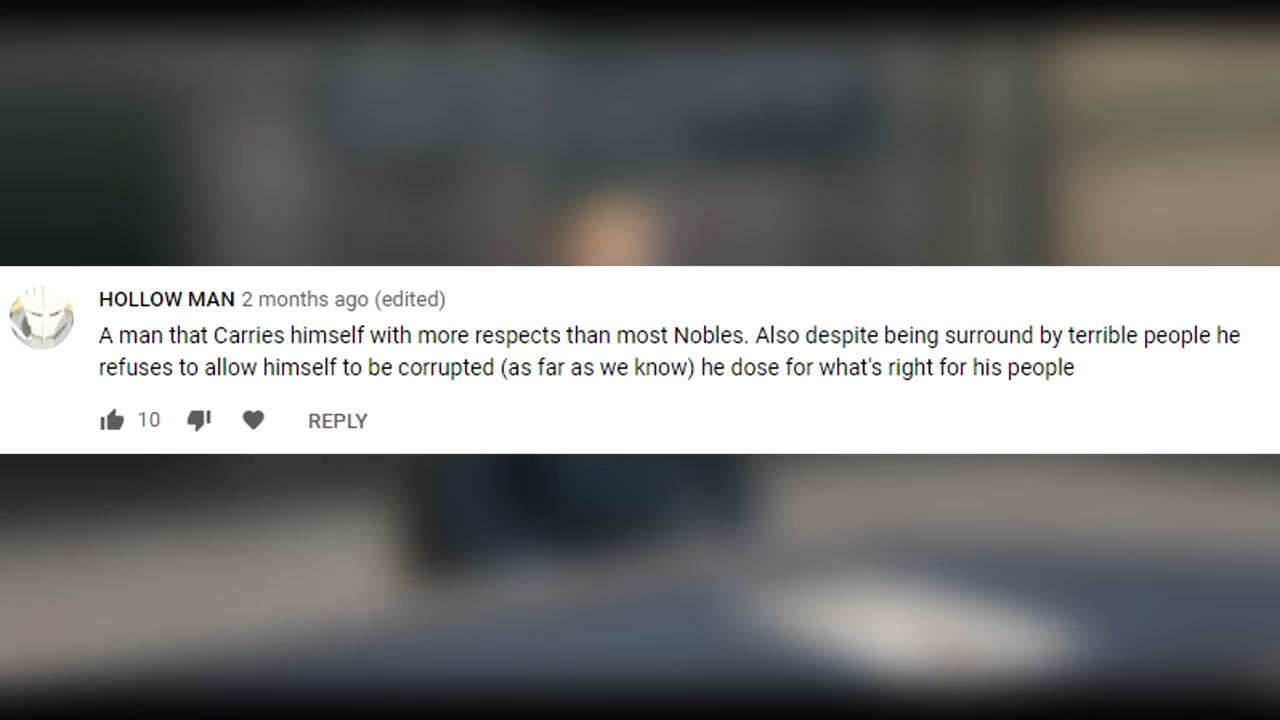 HOLLOW MAN 2 months ago (edited)
A man that Carries himself with more respects than most Nobles. Also despite being surround by terrible people he
refuses to allow himself to be corrupted (as far as we know) he dose for what's right for his people
10 REPLY